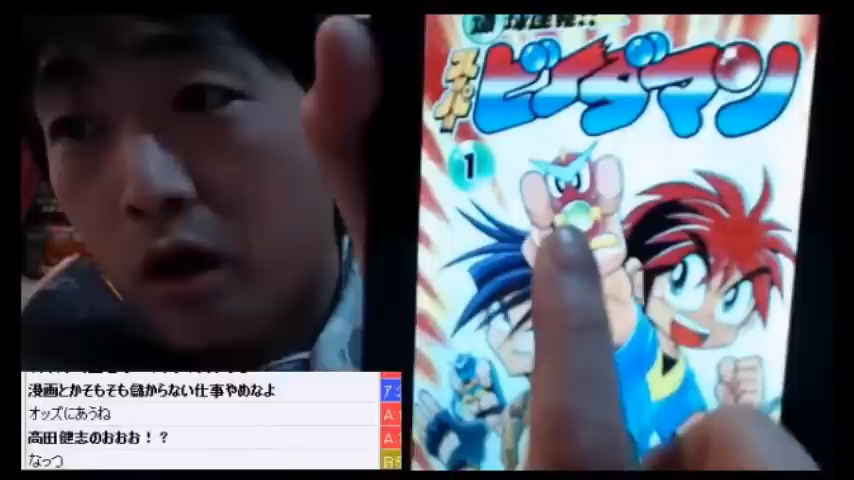 スーパー
ビーダマン
1
漫画とかそもそも儲からない仕事やめなよ
オッズにあうね
高田健志のおおお！？
なっつ